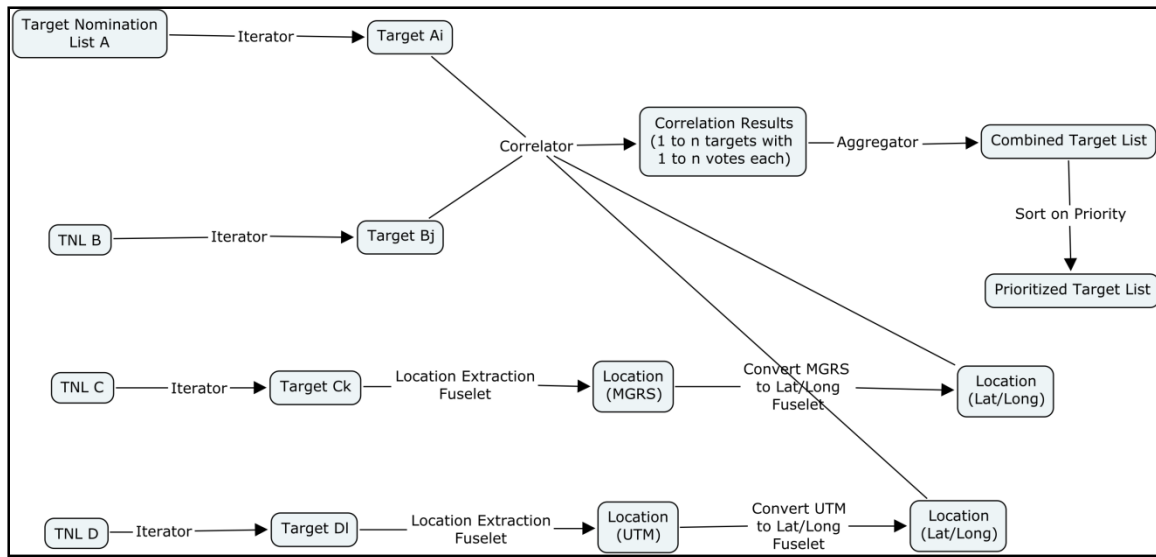 Target Nomination
List A
Iterator
Target Ai
Correlator
Correlation Results
(1 to n targets with
1 to n votes each)
Aggregator
Combined Target List
Sort on Priority
Prioritized Target List
TNL B
Iterator
Target Bj
TNL C
Iterator
Target Ck
Location Extraction
Fuselet
Location
(MGRS)
Convert MGRS
to Lat/Long
Fuselet
Location
(Lat/Long)
TNL D
Iterator
Target Dl
Location Extraction
Fuselet
Location
(UTM)
Convert UTM
to Lat/Long
Fuselet
Location
(Lat/Long)